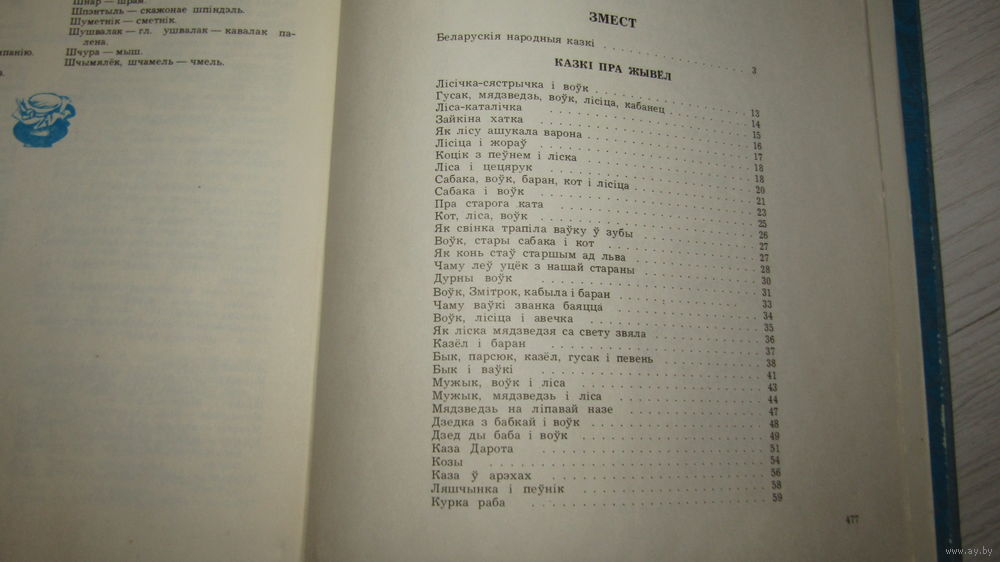 Шнар — шрам.
Шпэнтыль — скажонае шпіндэль.
Шуметнік — сметнік.
Шушвалак — гл. ушвалак — кавалак па-
лена.
Шчура — мыш.
Шчымялёк, шчамель — чмель.
мпанію.
ЗМЕСТ
Беларускія народныя казкі 3
КАЗКІ ПРА ЖЫВЁЛ
Лісічка-сястрычка і воўк 13
Гусак, мядзведзь, воўк, лісіца, кабанец 14
Ліса-каталічка 15
Зайкіна хатка 16
Як лісу ашукала варона 17
Лісіца і жораў 18
Коцік з пеўнем і ліска 18
Ліса і цецярук 20
Сабака, воўк, баран, кот і лісіца 21
Сабака і воўк 23
Пра старога ката 25
Кот, ліса, воўк 26
Як свінка трапіла ваўку ў зубы 27
Воўк, стары сабака і кот 27
Як конь стаў старшым ад льва 28
Чаму леў уцёк з нашай стараны 30
Дурны воўк 31
Воўк, Змітрок, кабыла і баран 33
Чаму ваўкі званка баяцца 34
Воўк, лісіца і авечка 35
Як ліска мядзведзя са свету звяла 36
Казёл і баран 37
Бык, парсюк, казёл, гусак і певень 38
Бык і ваўкі 41
Мужык, воўк і ліса 43
Мужык, мядзведзь і ліса 44
Мядзведзь на ліпавай назе 47
Дзедка з бабкай і воўк 48
Дзед ды баба і воўк 49
Каза Дарота 51
Козы 54
Каза ў арэхах 56
Ляшчынка і пеўнік 58
Курка раба 59
477
www.ay.by